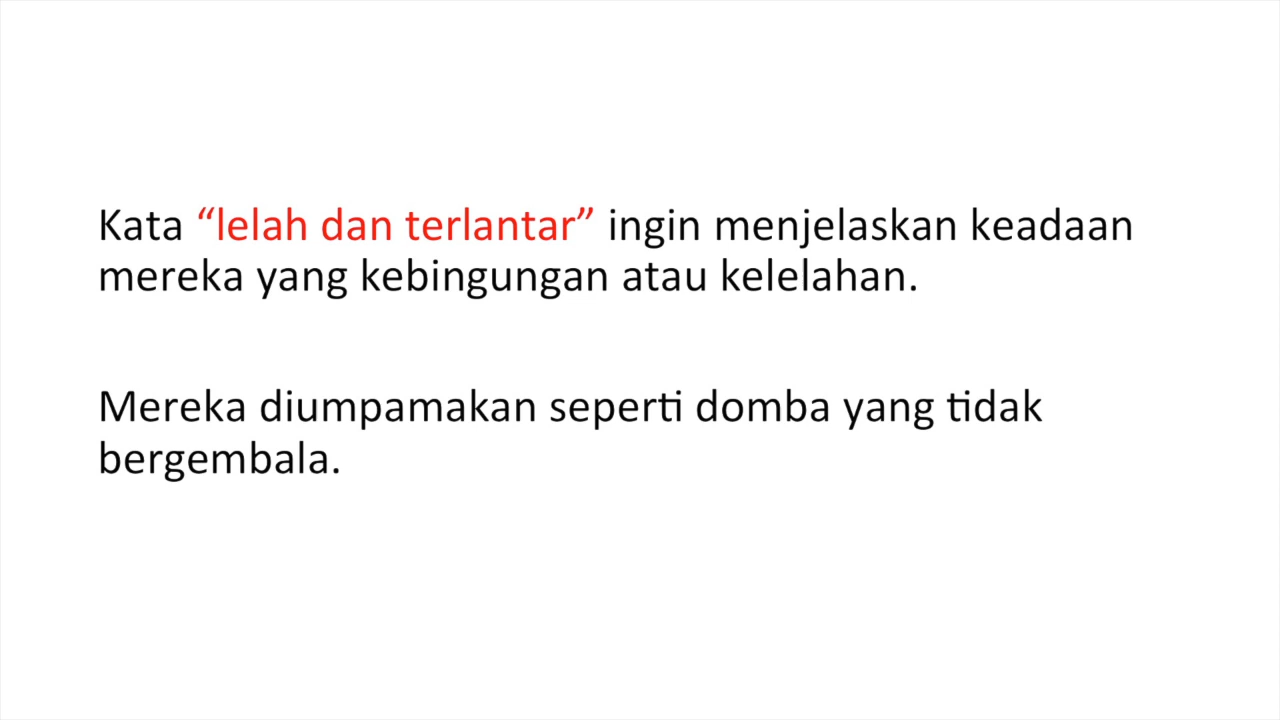 Kata “lelah dan terlantar” ingin menjelaskan keadaan
mereka yang kebingungan atau kelelahan.
Mereka diumpamakan seperti domba yang tidak
bergembala.